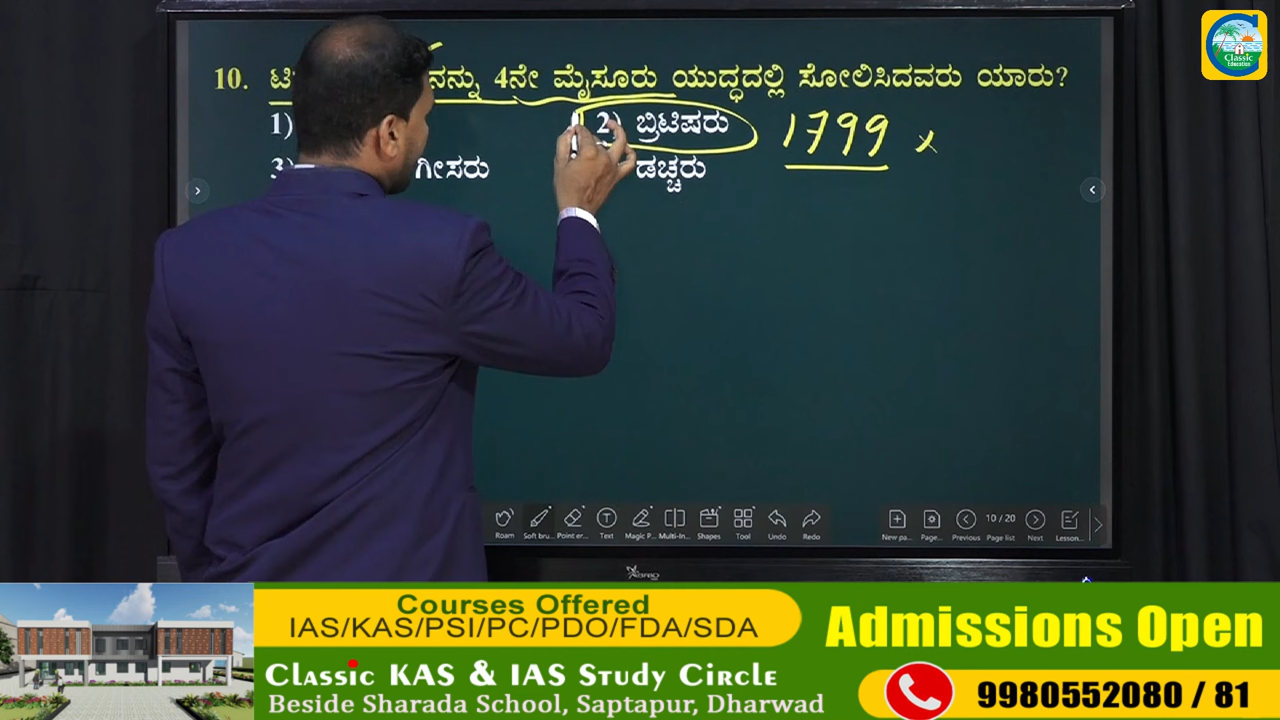 10. ನನ್ನು 4ನೇ ಮೈಸೂರು ಯುದ್ಧದಲ್ಲಿ ಸೋಲಿಸಿದವರು ಯಾರು?
1) 2) ಬ್ರಿಟಿಷರು 1799 x
3) ಗೀಸರು ಡಚ್ಚರು
Classic
Education
Roam Soft bru... Point er... Text Magic P... Multi-In... Shapes Tool Undo Redo New pa... Page... Previous 10 / 20 Page list Next Lesson...
Courses Offered
IAS/KAS/PSI/PC/PDO/FDA/SDA
Classic KAS & IAS Study Circle
Beside Sharada School, Saptapur, Dharwad
Admissions Open
9980552080 / 81